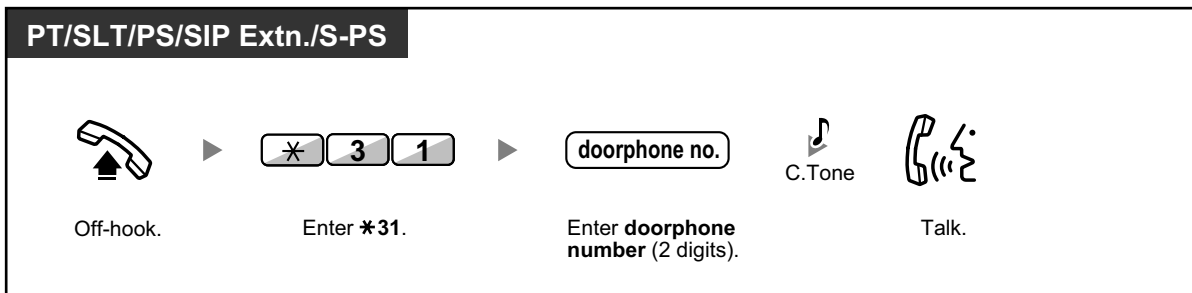 PT/SLT/PS/SIP Extn./S-PS
✳ 3 1
doorphone no.
C.Tone
Off-hook.
Enter ✳31.
Enter doorphone
number (2 digits).
Talk.